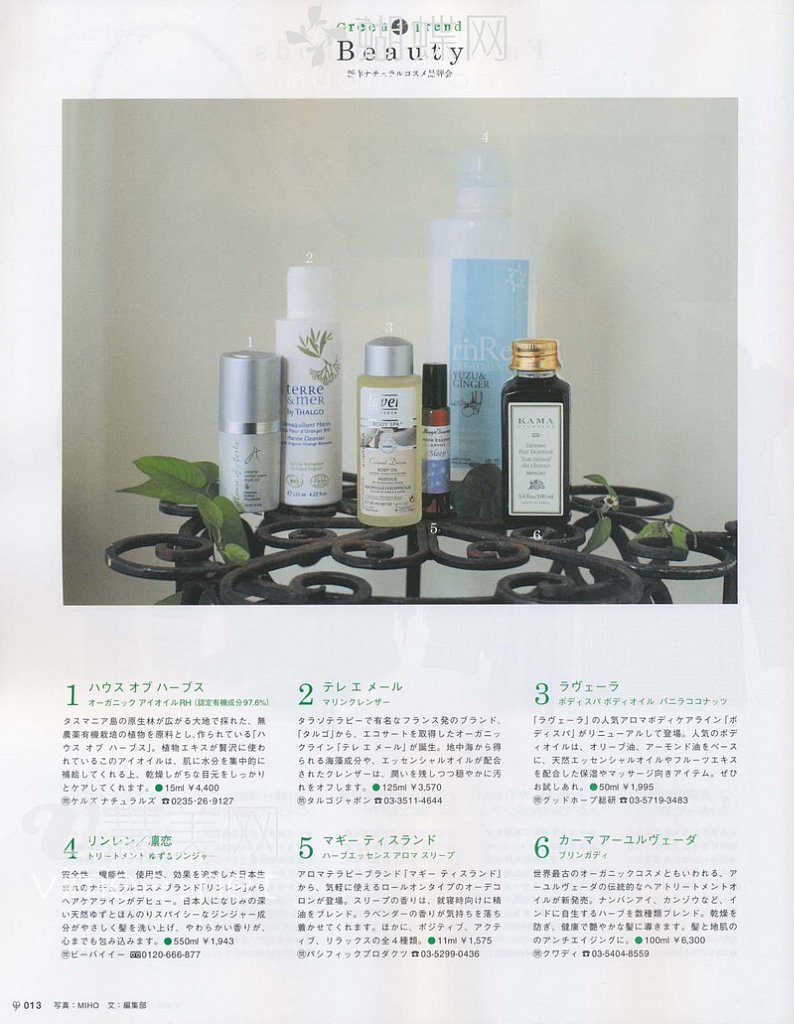 Green 3 Trend
Beauty
蝴蝶网
1
2
3
4
5
6
terre
& mer
by THALGO
Démaquillant Marin
Marine Cleanser
BIO
BODY SPA
BODY OIL
Sleep
YUZU&
GINGER
KAMA
1 ハウス オブ ハーブス
オーガニック アイオイルRH (認定有機成分97.6%)
タスマニア島の原生林が広がる大地で採れた、無
農薬有機栽培の植物を原料とし、作られている「ハ
ウス オブ ハーブス」。植物エキスが贅沢に使わ
れているこのアイオイルは、肌に水分を集中的に
補給してくれる上、乾燥しがちな目元をしっかり
とケアしてくれます。●15ml ¥4,400
㉄ケルズ ナチュラルズ ☎0235-26-9127
2 テレ エ メール
マリンクレンザー
タラソテラピーで有名なフランス発のブランド、
「タルゴ」から、エコサートを取得したオーガニッ
クライン「テレ エ メール」が誕生。地中海から得
られる海藻成分や、エッセンシャルオイルが配合
されたクレンザーは、潤いを残しつつ穏やかに汚
れをオフします。●125ml ¥3,570
㉄タルゴジャポン ☎03-3511-4644
3 ラヴェーラ
ボディスパ ボディオイル バニラココナッツ
「ラヴェーラ」の人気アロマボディケアライン「ボ
ディスパ」がリニューアルして登場。人気のボデ
ィオイルは、オリーブ油、アーモンド油をベース
に、天然エッセンシャルオイルやフルーツエキス
を配合した保湿やマッサージ向きアイテム。ぜひ
お試しあれ。●50ml ¥1,995
㉄グッドホープ総研 ☎03-5719-3483
4 リンレン／凛恋
トリートメント ゆず&ジンジャー
安全性、機能性、使用感、効果を追求した日本生
まれのナチュラルコスメブランド「リンレン」から、
ヘアケアラインがデビュー。日本人になじみの深
い天然ゆずとほんのりスパイシーなジンジャー成
分がやさしく髪を洗い上げ、やわらかい香りが、
心までも包み込みます。●550ml ¥1,943
㉄ビーバイイー 0120-666-877
5 マギー ティスランド
ハーブエッセンス アロマ スリープ
アロマテラピーブランド「マギー ティスランド」
から、気軽に使えるロールオンタイプのオーデコ
ロンが登場。スリープの香りは、就寝時向けに精
油をブレンド。ラベンダーの香りが気持ちを落ち
着かせてくれます。ほかに、ポジティブ、アクテ
ィブ、リラックスの全4種類。●11ml ¥1,575
㉄パシフィックプロダクツ ☎03-5299-0436
6 カーマ アーユルヴェーダ
ブリンガディ
世界最古のオーガニックコスメともいわれる、ア
ーユルヴェーダの伝統的なヘアトリートメントオ
イルが新発売。ナンバンアイ、カンゾウなど、イ
ンドに自生するハーブを数種類ブレンド。乾燥を
防ぎ、健康で艶やかな髪に導きます。髪と地肌の
のアンチエイジングに。●100ml ¥6,300
㉄クワディ ☎03-5404-8559
013 写真：MIHO 文：編集部